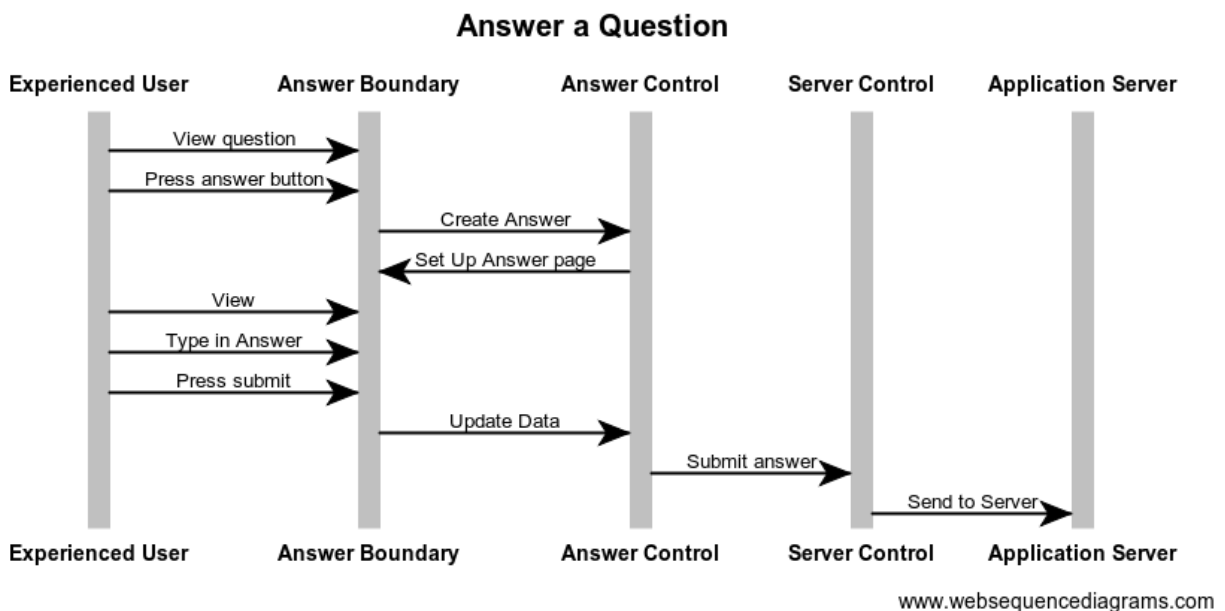 Answer a Question
Experienced User Answer Boundary Answer Control Server Control Application Server
View question
Press answer button
Create Answer
Set Up Answer page
View
Type in Answer
Press submit
Update Data
Submit answer
Send to Server
Experienced User Answer Boundary Answer Control Server Control Application Server
www.websequencediagrams.com